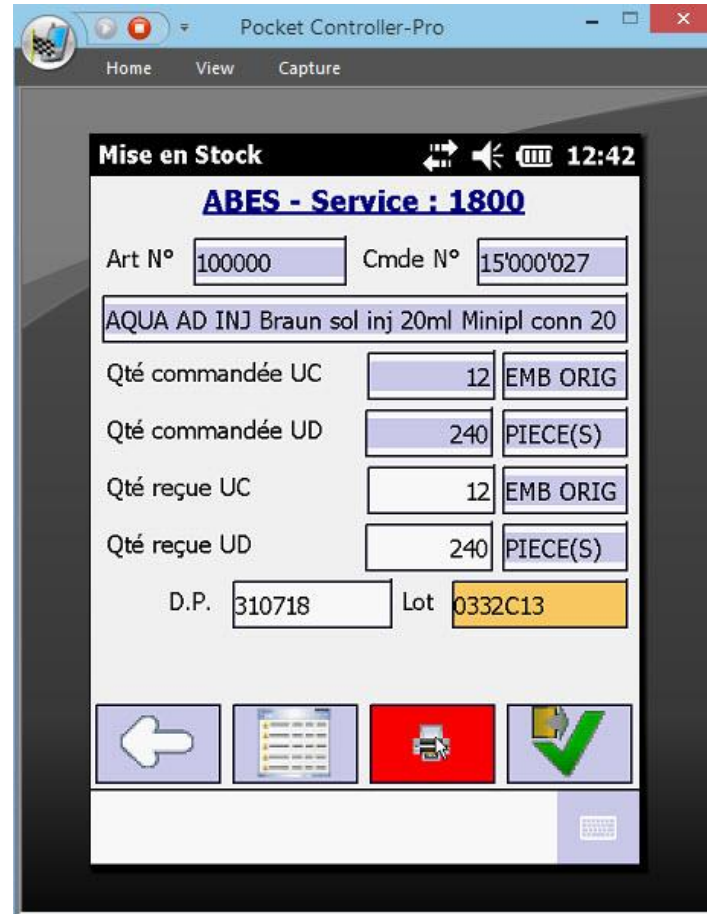 Pocket Controller-Pro
Home View Capture
Mise en Stock 12:42
ABES - Service : 1800
Art N° 100000 Cmde N° 15'000'027
AQUA AD INJ Braun sol inj 20ml Minipl conn 20
Qté commandée UC 12 EMB ORIG
Qté commandée UD 240 PIECE(S)
Qté reçue UC 12 EMB ORIG
Qté reçue UD 240 PIECE(S)
D.P. 310718 Lot 0332C13